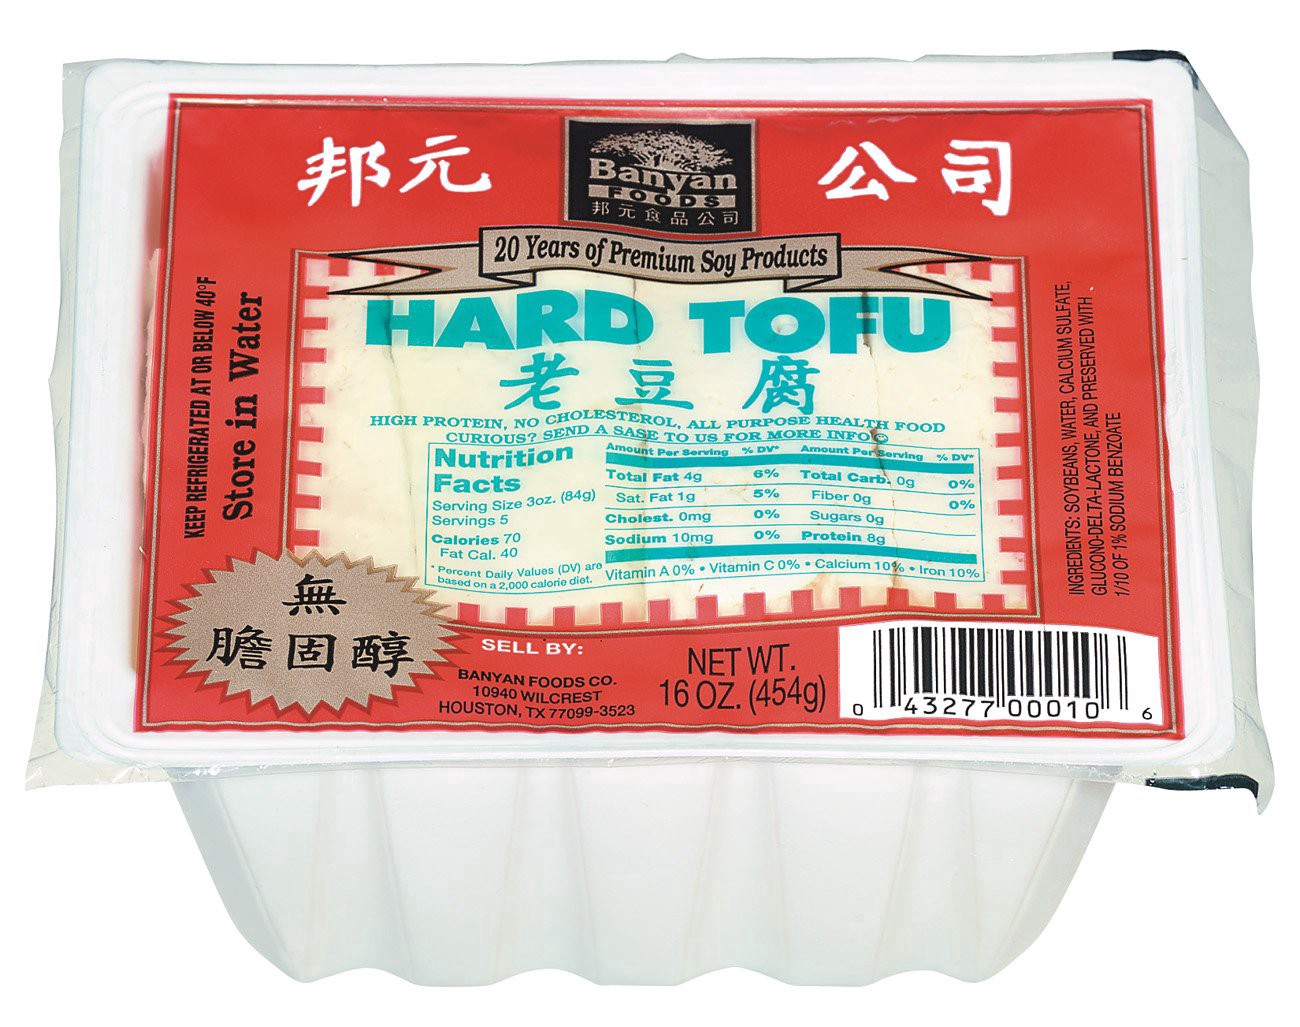 邦元
Banyan
FOODS
邦元食品公司
公司
20 Years of Premium Soy Products
HARD TOFU
老豆腐
HIGH PROTEIN, NO CHOLESTEROL, ALL PURPOSE HEALTH FOOD
CURIOUS? SEND A SASE TO US FOR MORE INFO
Nutrition
Facts
Serving Size 3oz. (84g)
Servings 5
Calories 70
Fat Cal. 40
* Percent Daily Values (DV) are
based on a 2,000 calorie diet.
Amount Per Serving % DV* Amount Per Serving % DV*
Total Fat 4g 6% Total Carb. 0g 0%
Sat. Fat 1g 5% Fiber 0g 0%
Cholest. 0mg 0% Sugars 0g
Sodium 10mg 0% Protein 8g
Vitamin A 0% • Vitamin C 0% • Calcium 10% • Iron 10%
KEEP REFRIGERATED AT OR BELOW 40°F
Store in Water
INGREDIENTS: SOYBEANS, WATER, CALCIUM SULFATE,
GLUCONO-DELTA-LACTONE, AND PRESERVED WITH
1/10 OF 1% SODIUM BENZOATE
無
膽固醇
SELL BY:
BANYAN FOODS CO.
10940 WILCREST
HOUSTON, TX 77099-3523
NET WT.
16 OZ. (454g)
0 43277 00010 6